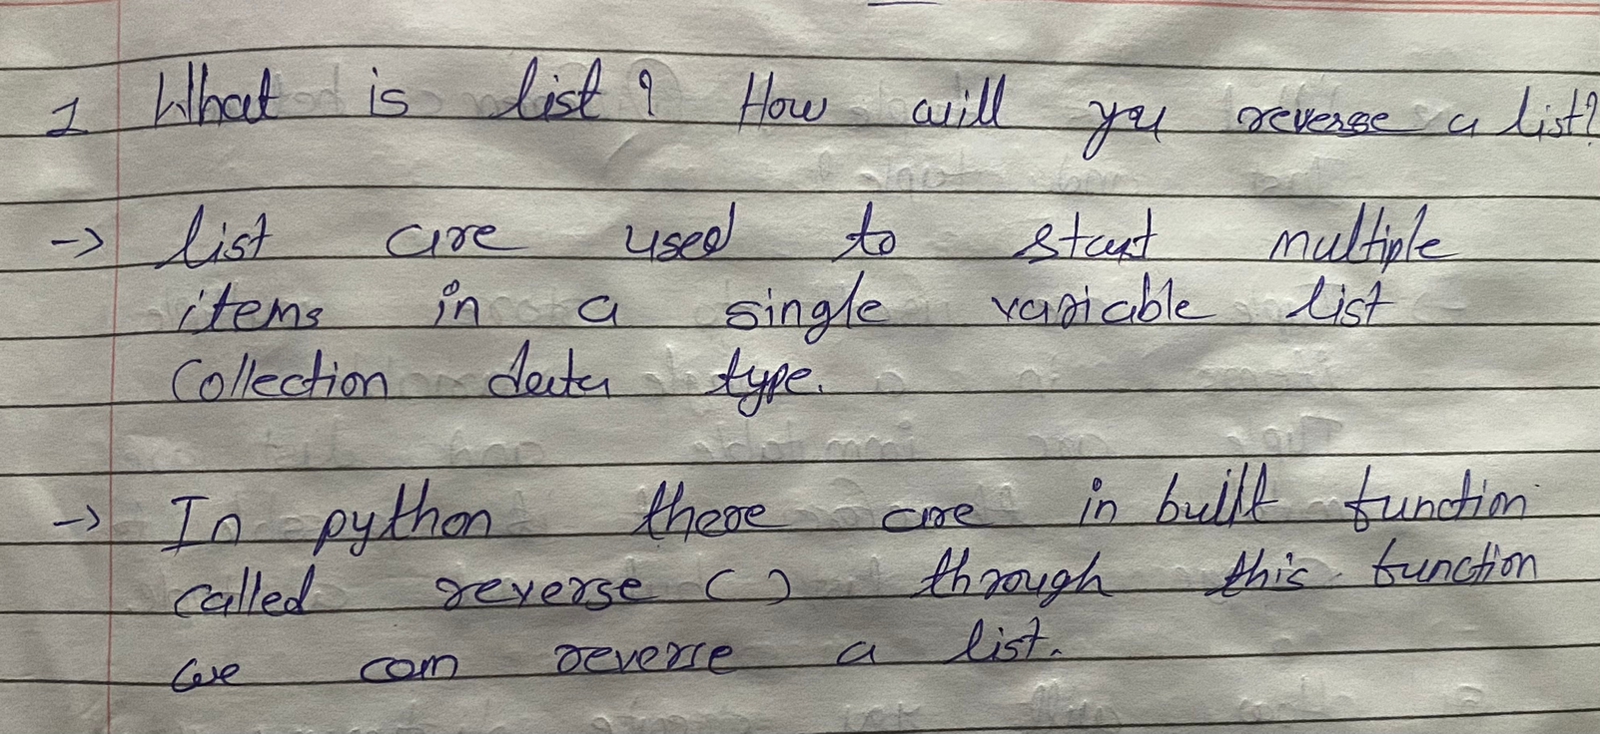 1 What is list? How will you reverse a list?
-> list are used to start multiple
items in a single variable list
Collection data type.
-> In python there are in built function
called reverse () through this function
we can reverse a list.